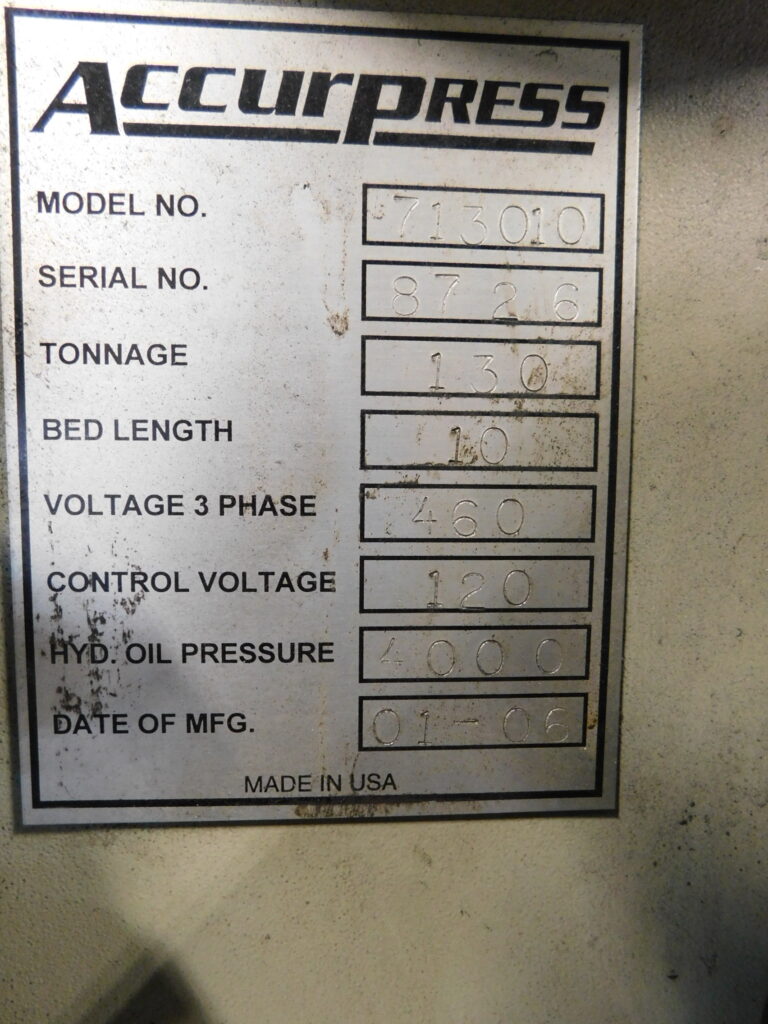 ACCURPRESS
MODEL NO. 713010
SERIAL NO. 8726
TONNAGE 130
BED LENGTH 10
VOLTAGE 3 PHASE 460
CONTROL VOLTAGE 120
HYD. OIL PRESSURE 4000
DATE OF MFG. 01-06
MADE IN USA